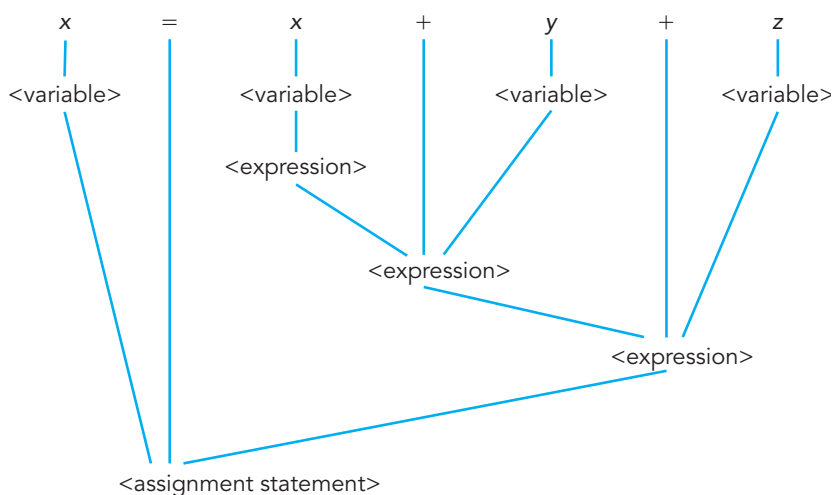 x = x + y + z
<variable> <variable> <variable> <variable>
<expression>
<expression>
<expression>
<assignment statement>